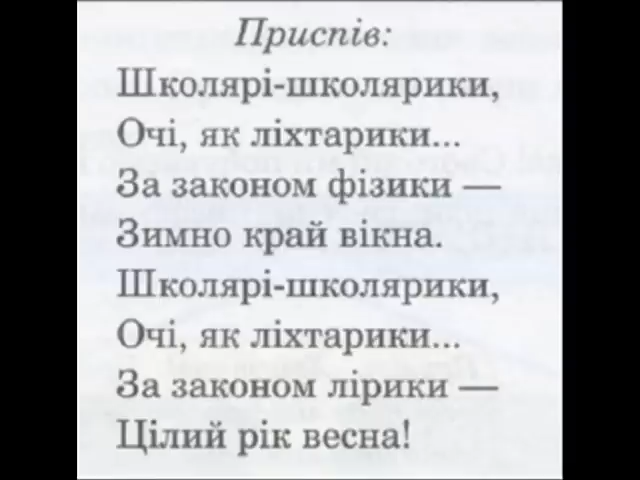 Приспів:
Школярі-школярики,
Очі, як ліхтарики...
За законом фізики —
Зимно край вікна.
Школярі-школярики,
Очі, як ліхтарики...
За законом лірики —
Цілий рік весна!